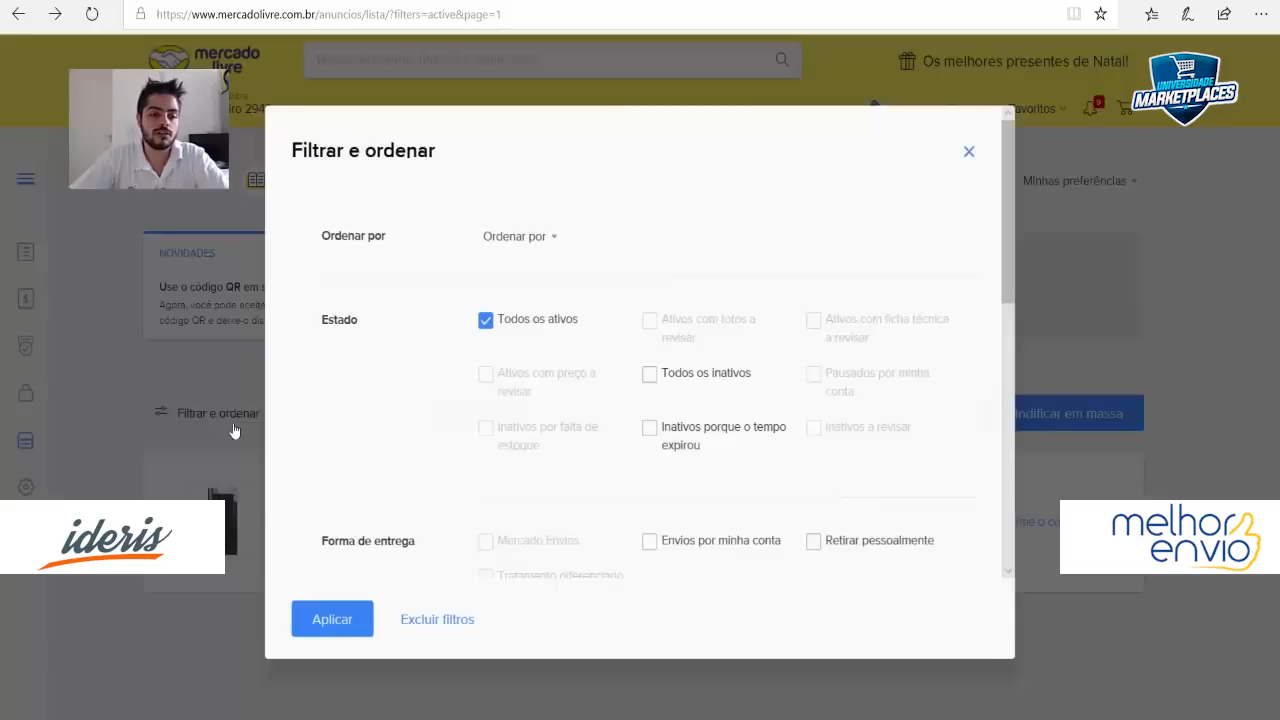 https://www.mercadolivre.com.br/anuncios/lista/?filters=active&page=1
mercado
livre
Os melhores presentes de Natal!
UNIVERSIDADE
MARKETPLACES
Filtrar e ordenar
Minhas preferências
Ordenar por
Ordenar por
NOVIDADES
Use o código QR em s
Agora, você pode aceite
código QR e deixe-o dis
Estado
Todos os ativos
Ativos com fotos a
revisar
Ativos com ficha técnica
a revisar
Ativos com preço a
revisar
Todos os inativos
Pausados por minha
conta
Filtrar e ordenar
Inativos por falta de
estoque
Inativos porque o tempo
expirou
Inativos a revisar
odificar em massa
Forma de entrega
Mercado Envios
Envios por minha conta
Retirar pessoalmente
Tratamento diferenciado
ideris
melhor
envio
Aplicar
Excluir filtros